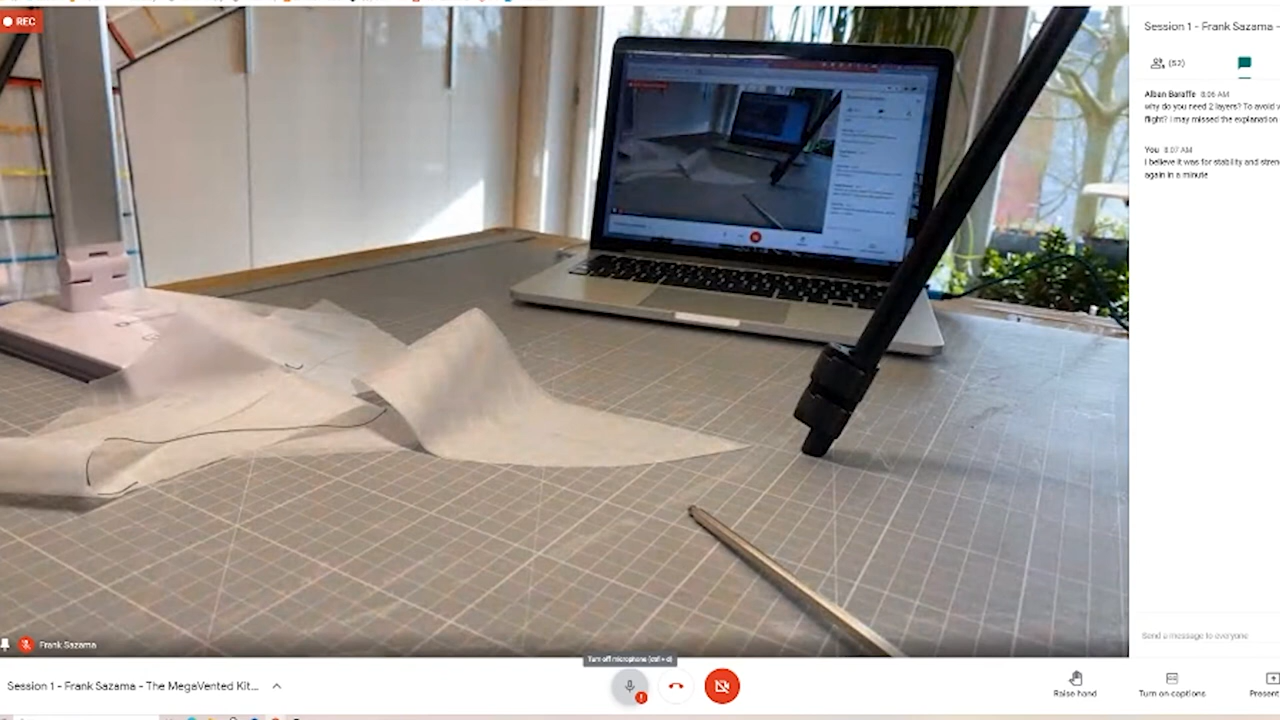 REC
Session 1 - Frank Sazama -
(52)
Alban Baraffe 8:06 AM
why do you need 2 layers? To avoid
flight? i may missed the explanation
You 8:07 AM
I believe it was for stability and
again in a minute
Send a message to everyone
Frank Sazama
Turn off microphone (ctrl + d)
Session 1 - Frank Sazama - The MegaVented Kit...
Raise hand
Turn on captions
Present